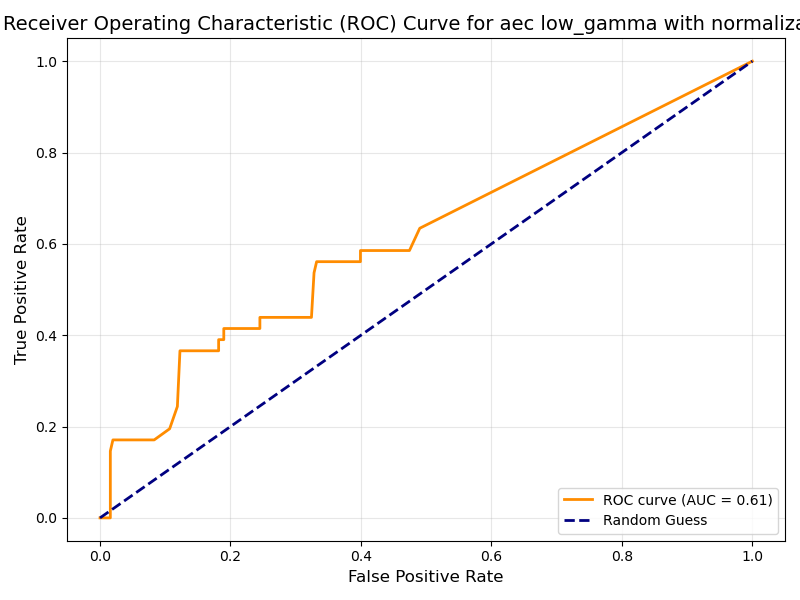 Receiver Operating Characteristic (ROC) Curve for aec low_gamma with normaliza
1.0
0.8
0.6
0.4
0.2
0.0
True Positive Rate
ROC curve (AUC = 0.61)
Random Guess
0.0 0.2 0.4 0.6 0.8 1.0
False Positive Rate